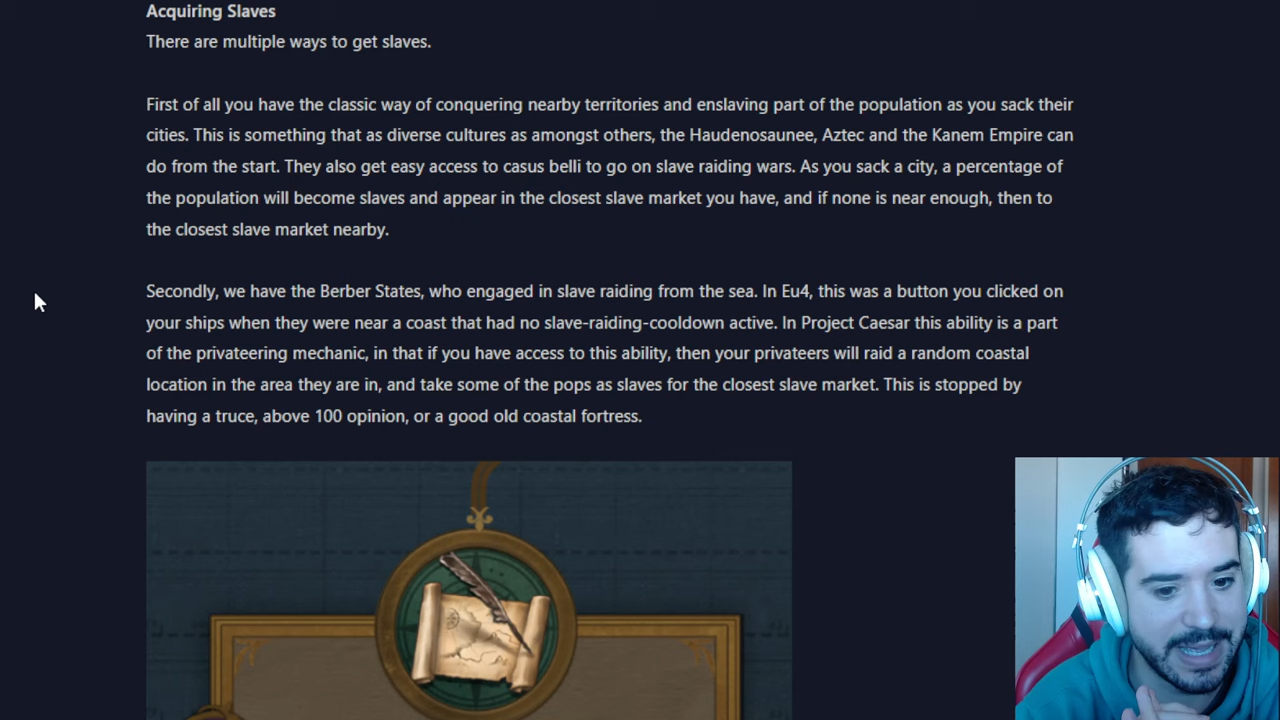 Acquiring Slaves
There are multiple ways to get slaves.
First of all you have the classic way of conquering nearby territories and enslaving part of the population as you sack their
cities. This is something that as diverse cultures as amongst others, the Haudenosaunee, Aztec and the Kanem Empire can
do from the start. They also get easy access to casus belli to go on slave raiding wars. As you sack a city, a percentage of
the population will become slaves and appear in the closest slave market you have, and if none is near enough, then to
the closest slave market nearby.
Secondly, we have the Berber States, who engaged in slave raiding from the sea. In Eu4, this was a button you clicked on
your ships when they were near a coast that had no slave-raiding-cooldown active. In Project Caesar this ability is a part
of the privateering mechanic, in that if you have access to this ability, then your privateers will raid a random coastal
location in the area they are in, and take some of the pops as slaves for the closest slave market. This is stopped by
having a truce, above 100 opinion, or a good old coastal fortress.